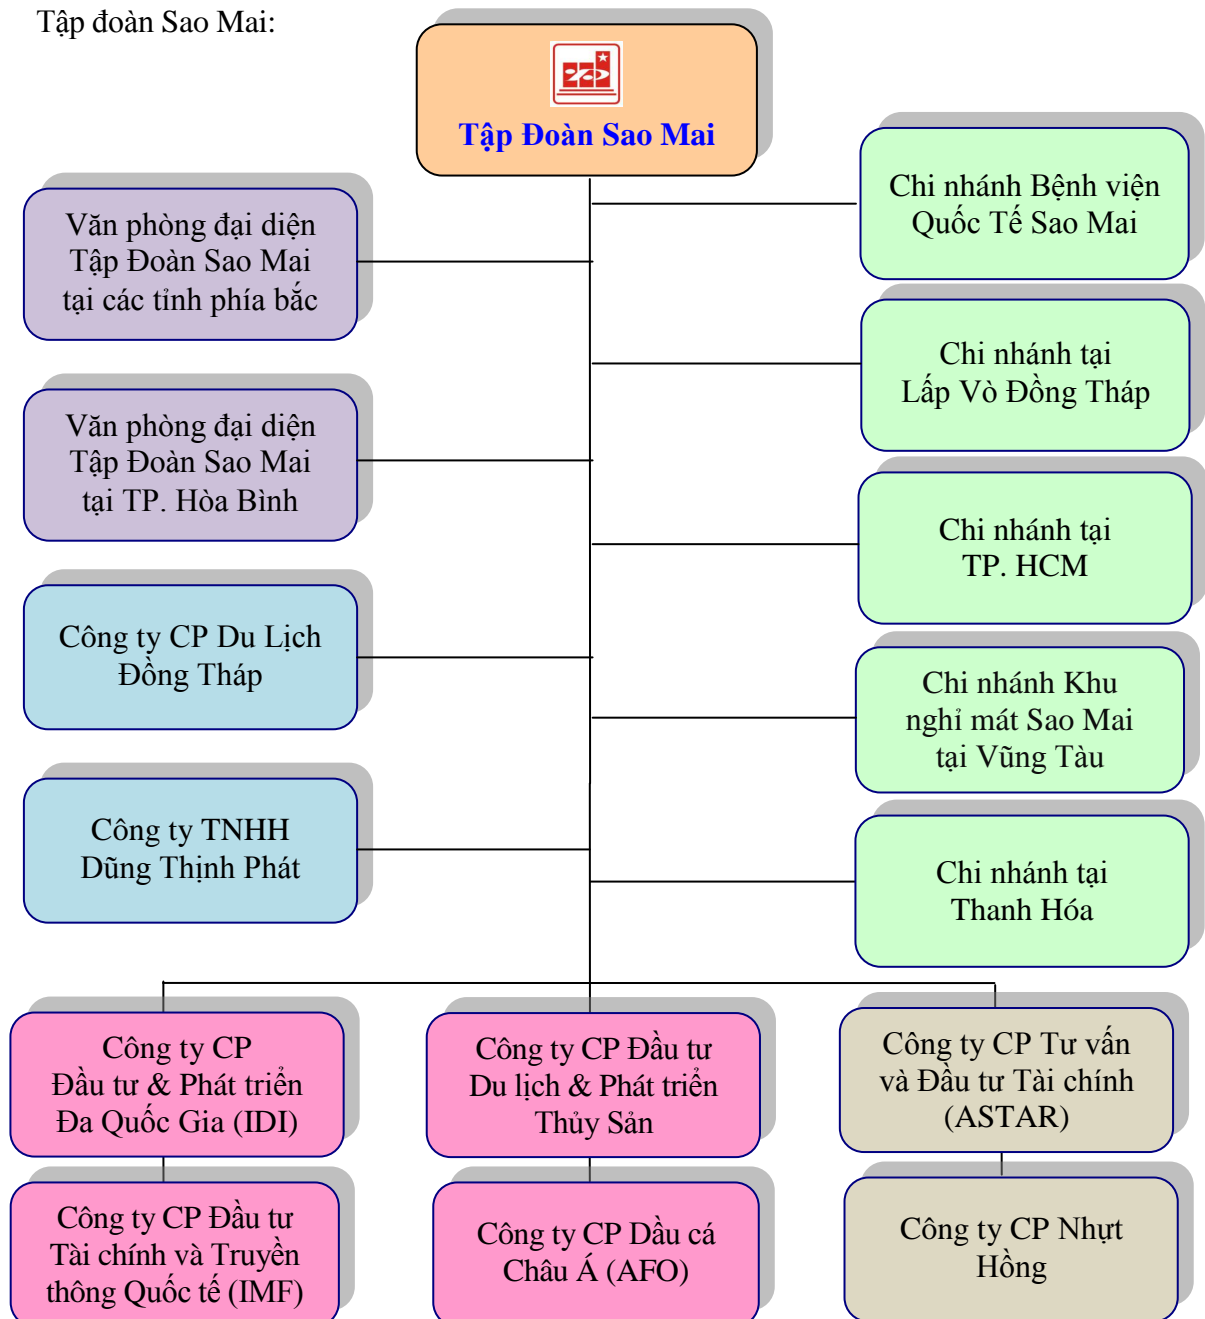 Tập đoàn Sao Mai:
Tập Đoàn Sao Mai
Chi nhánh Bệnh viện
Quốc Tế Sao Mai
Văn phòng đại diện
Tập Đoàn Sao Mai
tại các tỉnh phía bắc
Chi nhánh tại
Lấp Vò Đồng Tháp
Văn phòng đại diện
Tập Đoàn Sao Mai
tại TP. Hòa Bình
Chi nhánh tại
TP. HCM
Công ty CP Du Lịch
Đồng Tháp
Chi nhánh Khu
nghỉ mát Sao Mai
tại Vũng Tàu
Công ty TNHH
Dũng Thịnh Phát
Chi nhánh tại
Thanh Hóa
Công ty CP
Đầu tư & Phát triển
Đa Quốc Gia (IDI)
Công ty CP Đầu tư
Du lịch & Phát triển
Thủy Sản
Công ty CP Tư vấn
và Đầu tư Tài chính
(ASTAR)
Công ty CP Đầu tư
Tài chính và Truyền
thông Quốc tế (IMF)
Công ty CP Dầu cá
Châu Á (AFO)
Công ty CP Nhựt
Hồng